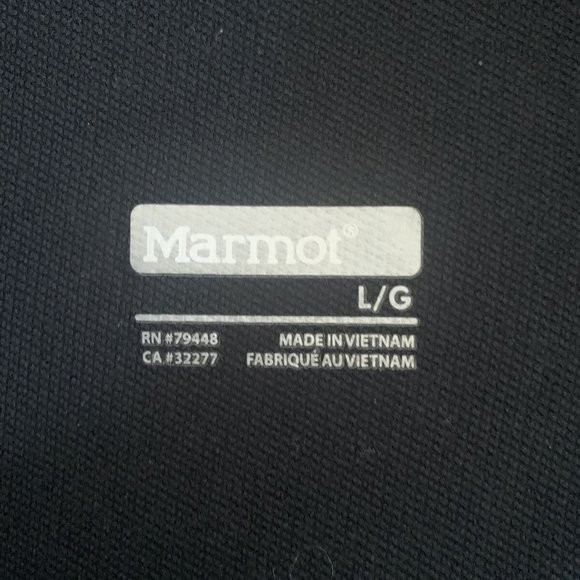 Marmot®
L/G
RN #79448 MADE IN VIETNAM
CA #32277 FABRIQUÉ AU VIETNAM